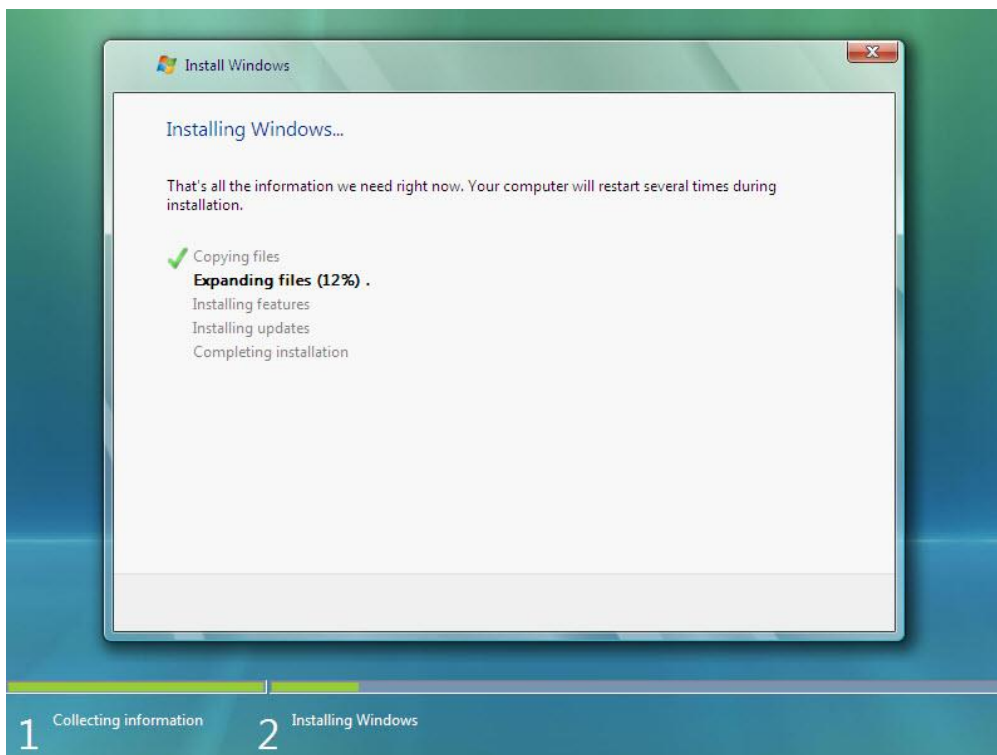 Install Windows
Installing Windows...
That's all the information we need right now. Your computer will restart several times during
installation.
Copying files
Expanding files (12%) .
Installing features
Installing updates
Completing installation
1 Collecting information 2 Installing Windows